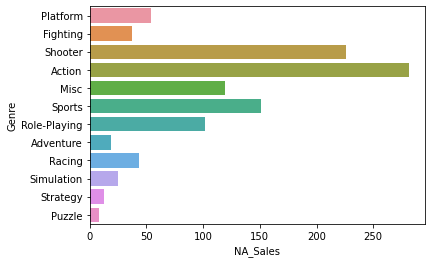 Platform
Fighting
Shooter
Action
Misc
Sports
Role-Playing
Adventure
Racing
Simulation
Strategy
Puzzle
Genre
0 50 100 150 200 250
NA_Sales